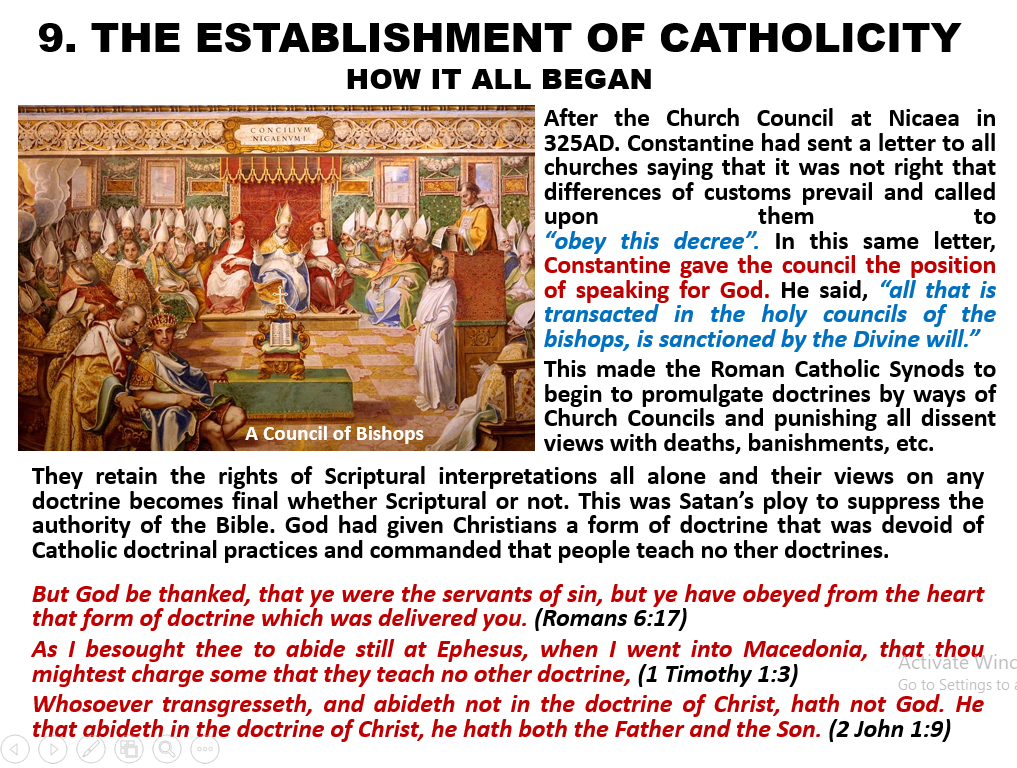 9. THE ESTABLISHMENT OF CATHOLICITY
HOW IT ALL BEGAN
CONCILIVM
NICAENVM·I
A Council of Bishops
After the Church Council at Nicaea in
325AD. Constantine had sent a letter to all
churches saying that it was not right that
differences of customs prevail and called
upon them to
“obey this decree”. In this same letter,
Constantine gave the council the position
of speaking for God. He said, “all that is
transacted in the holy councils of the
bishops, is sanctioned by the Divine will.”
This made the Roman Catholic Synods to
begin to promulgate doctrines by ways of
Church Councils and punishing all dissent
views with deaths, banishments, etc.
They retain the rights of Scriptural interpretations all alone and their views on any
doctrine becomes final whether Scriptural or not. This was Satan’s ploy to suppress the
authority of the Bible. God had given Christians a form of doctrine that was devoid of
Catholic doctrinal practices and commanded that people teach no ther doctrines.
But God be thanked, that ye were the servants of sin, but ye have obeyed from the heart
that form of doctrine which was delivered you. (Romans 6:17)
As I besought thee to abide still at Ephesus, when I went into Macedonia, that thou
mightest charge some that they teach no other doctrine, (1 Timothy 1:3)
Whosoever transgresseth, and abideth not in the doctrine of Christ, hath not God. He
that abideth in the doctrine of Christ, he hath both the Father and the Son. (2 John 1:9)
Activate Winc
Go to Settings to a